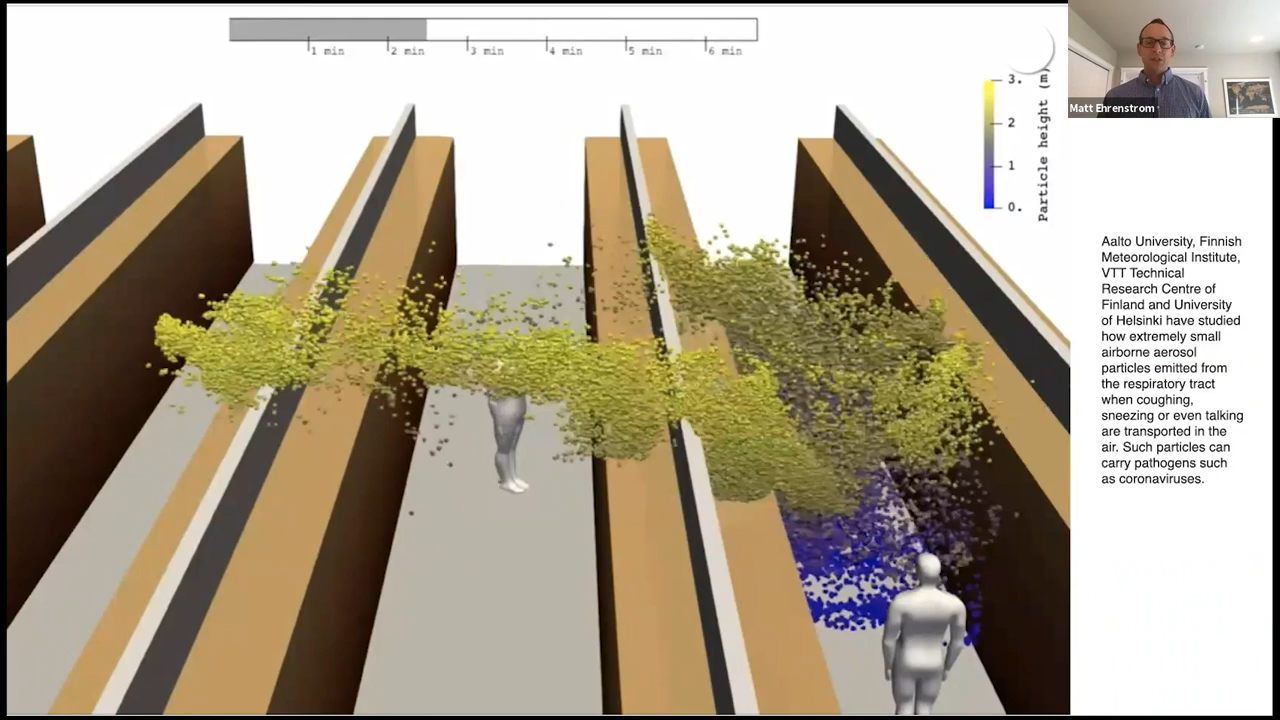 1 min
2 min
3 min
4 min
5 min
6 min
3.
2
1
0.
Particle height (m)
Matt Ehrenstrom
Aalto University, Finnish
Meteorological Institute,
VTT Technical
Research Centre of
Finland and University
of Helsinki have studied
how extremely small
airborne aerosol
particles emitted from
the respiratory tract
when coughing,
sneezing or even talking
are transported in the
air. Such particles can
carry pathogens such
as coronaviruses.